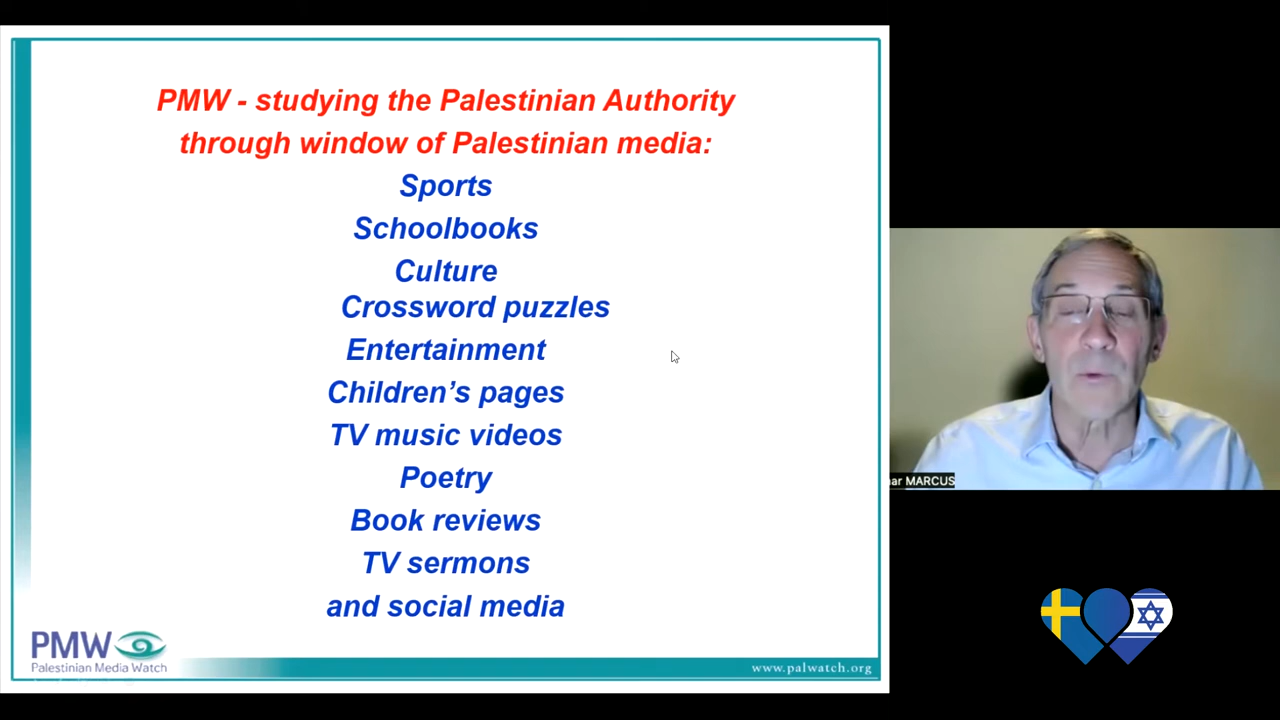 PMW - studying the Palestinian Authority
through window of Palestinian media:
Sports
Schoolbooks
Culture
Crossword puzzles
Entertainment
Children's pages
TV music videos
Poetry
Book reviews
TV sermons
and social media
PMW
Palestinian Media Watch
www.palwatch.org
ar MARCUS